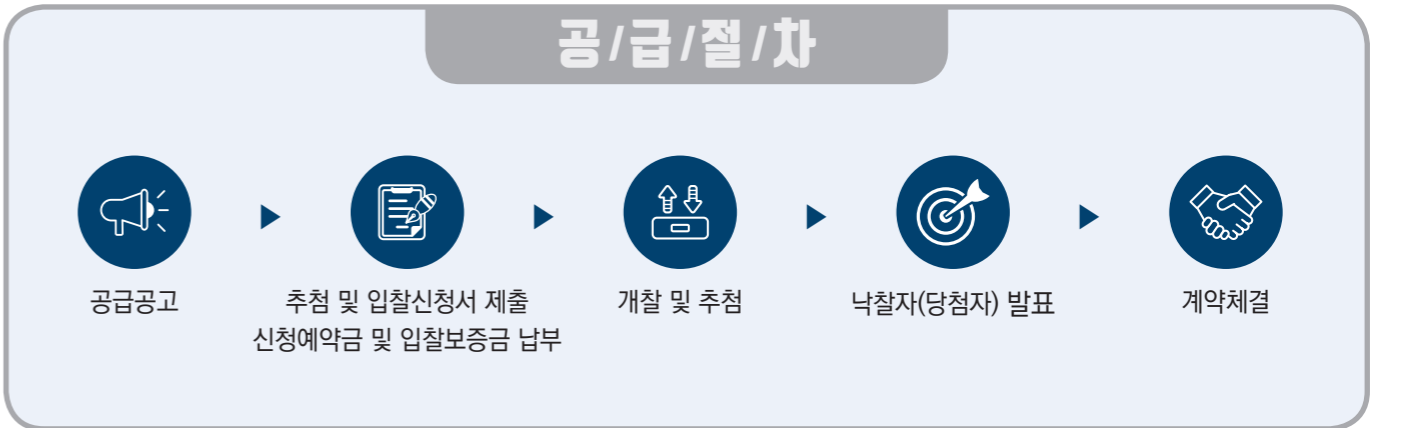 공/급/절/차
공급공고
추첨 및 입찰신청서 제출
신청예약금 및 입찰보증금 납부
개찰 및 추첨
낙찰자(당첨자) 발표
계약체결